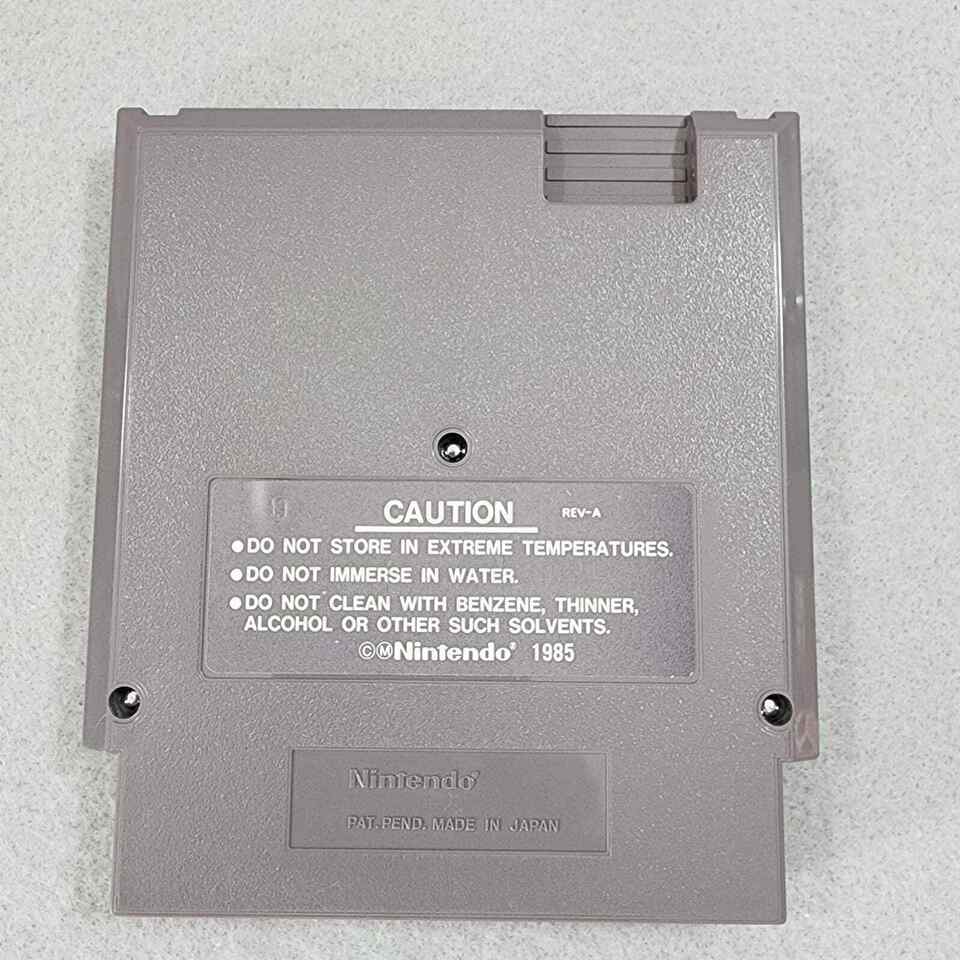 CAUTION REV-A
•DO NOT STORE IN EXTREME TEMPERATURES.
•DO NOT IMMERSE IN WATER.
•DO NOT CLEAN WITH BENZENE, THINNER,
ALCOHOL OR OTHER SUCH SOLVENTS.
©ⓂNintendo® 1985
Nintendo®
PAT. PEND. MADE IN JAPAN